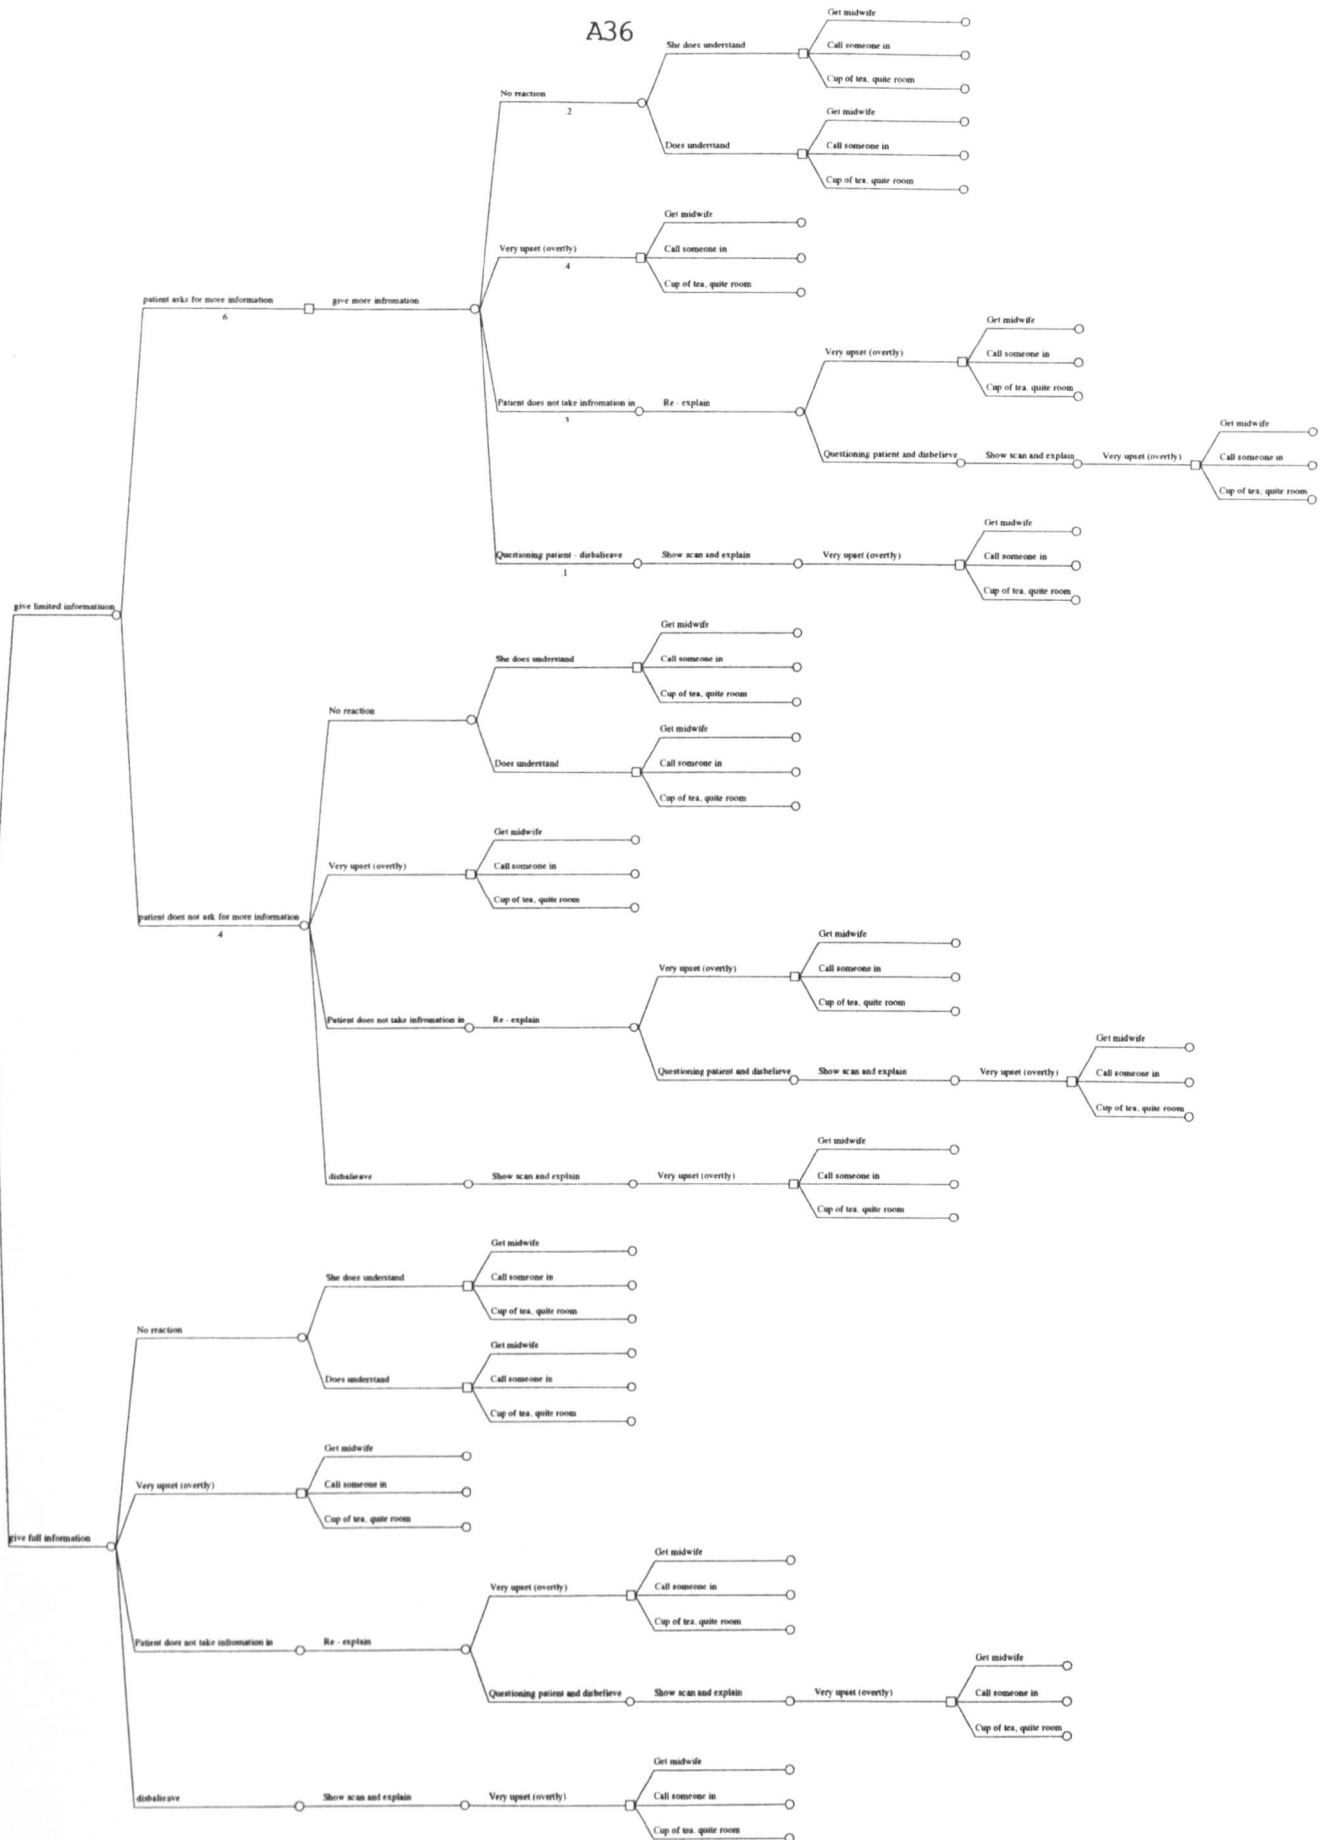 A36
Get midwife
She does understand
Call someone in
Cup of tea, quite room
No reaction
.2
Get midwife
Does understand
Call someone in
Cup of tea, quite room
Get midwife
Very upset (overtly)
.4
Call someone in
Cup of tea, quite room
patient asks for more information
.6
give more infromation
Get midwife
Very upset (overtly)
Call someone in
Cup of tea, quite room
Patient does not take infromation in
.3
Re - explain
Get midwife
Questioning patient and disbelieve
Show scan and explain
Very upset (overtly)
Call someone in
Cup of tea, quite room
Get midwife
Questioning patient - disbalieave
.1
Show scan and explain
Very upset (overtly)
Call someone in
Cup of tea, quite room
give limited informatiuon
Get midwife
She does understand
Call someone in
Cup of tea, quite room
No reaction
Get midwife
Does understand
Call someone in
Cup of tea, quite room
Get midwife
Very upset (overtly)
Call someone in
Cup of tea, quite room
patient does not ask for more information
.4
Get midwife
Very upset (overtly)
Call someone in
Cup of tea, quite room
Patient does not take infromation in
Re - explain
Get midwife
Questioning patient and disbelieve
Show scan and explain
Very upset (overtly)
Call someone in
Cup of tea, quite room
Get midwife
disbalieave
Show scan and explain
Very upset (overtly)
Call someone in
Cup of tea, quite room
Get midwife
She does understand
Call someone in
Cup of tea, quite room
No reaction
Get midwife
Does understand
Call someone in
Cup of tea, quite room
Get midwife
Very upset (overtly)
Call someone in
Cup of tea, quite room
give full information
Get midwife
Very upset (overtly)
Call someone in
Cup of tea, quite room
Patient does not take infromation in
Re - explain
Get midwife
Questioning patient and disbelieve
Show scan and explain
Very upset (overtly)
Call someone in
Cup of tea, quite room
Get midwife
disbalieave
Show scan and explain
Very upset (overtly)
Call someone in
Cup of tea, quite room